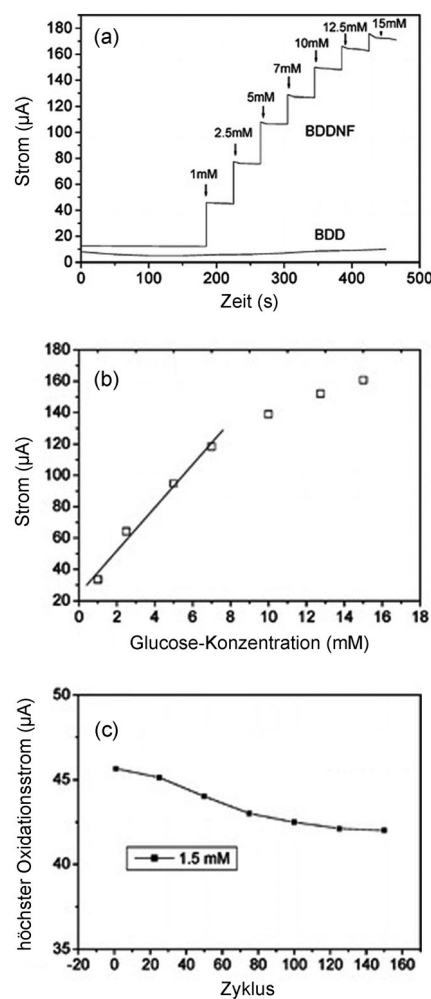 (a)
180
160
140
120
100
80
60
40
20
0
Strom (µA)
1mM
2.5mM
5mM
7mM
10mM
12.5mM
15mM
BDDNF
BDD
0 100 200 300 400 500
Zeit (s)
(b)
180
160
140
120
100
80
60
40
20
Strom (µA)
0 2 4 6 8 10 12 14 16 18
Glucose-Konzentration (mM)
(c)
50
45
42
35
höchster Oxidationsstrom (µA)
1.5 mM
-20 0 20 40 60 80 100 120 140 160
Zyklus